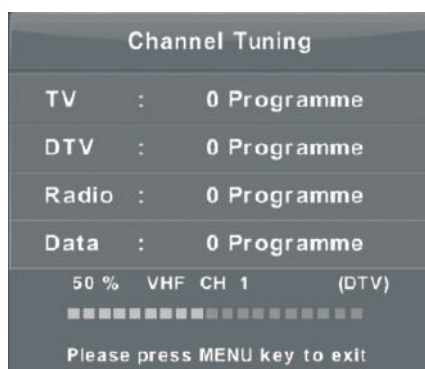 Channel Tuning
TV : 0 Programme
DTV : 0 Programme
Radio : 0 Programme
Data : 0 Programme
50 % VHF CH 1 (DTV)
Please press MENU key to exit